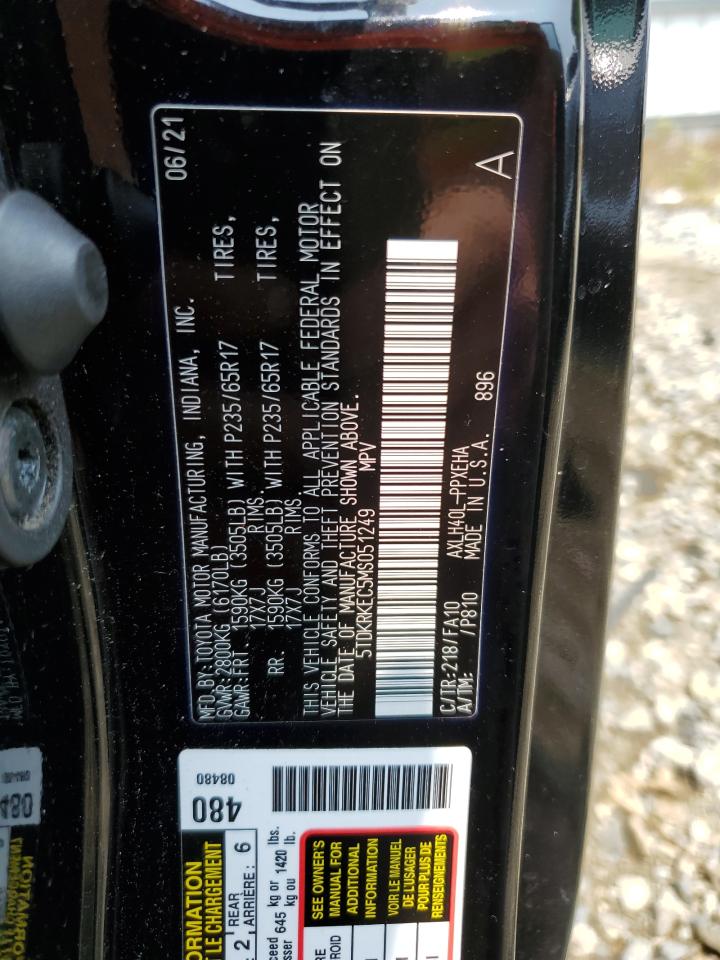 MFD.BY:TOYOTA MOTOR MANUFACTURING, INDIANA, INC. 06/21
GVWR:2800KG (6170LB)
GAWR:FRT. 1590KG (3505LB) WITH P235/65R17 TIRES,
17X7J RIMS.
RR. 1590KG (3505LB) WITH P235/65R17 TIRES,
17X7J RIMS.
THIS VEHICLE CONFORMS TO ALL APPLICABLE FEDERAL MOTOR
VEHICLE SAFETY AND THEFT PREVENTION STANDARDS IN EFFECT ON
THE DATE OF MANUFACTURE SHOWN ABOVE.
5TDKRKEC5MS051249 MPV
C/TR:218/FA10 AXLH40L-PPXEHA
A/TM: /P810 MADE IN U.S.A. 896
A
480
08480
2 REAR
ARRIÈRE : 6
645 kg or 1420 lbs.
kg ou lb.
SEE OWNER'S
MANUAL FOR
ADDITIONAL
INFORMATION
VOIR LE MANUEL
DE L'USAGER
POUR PLUS DE
RENSEIGNEMENTS